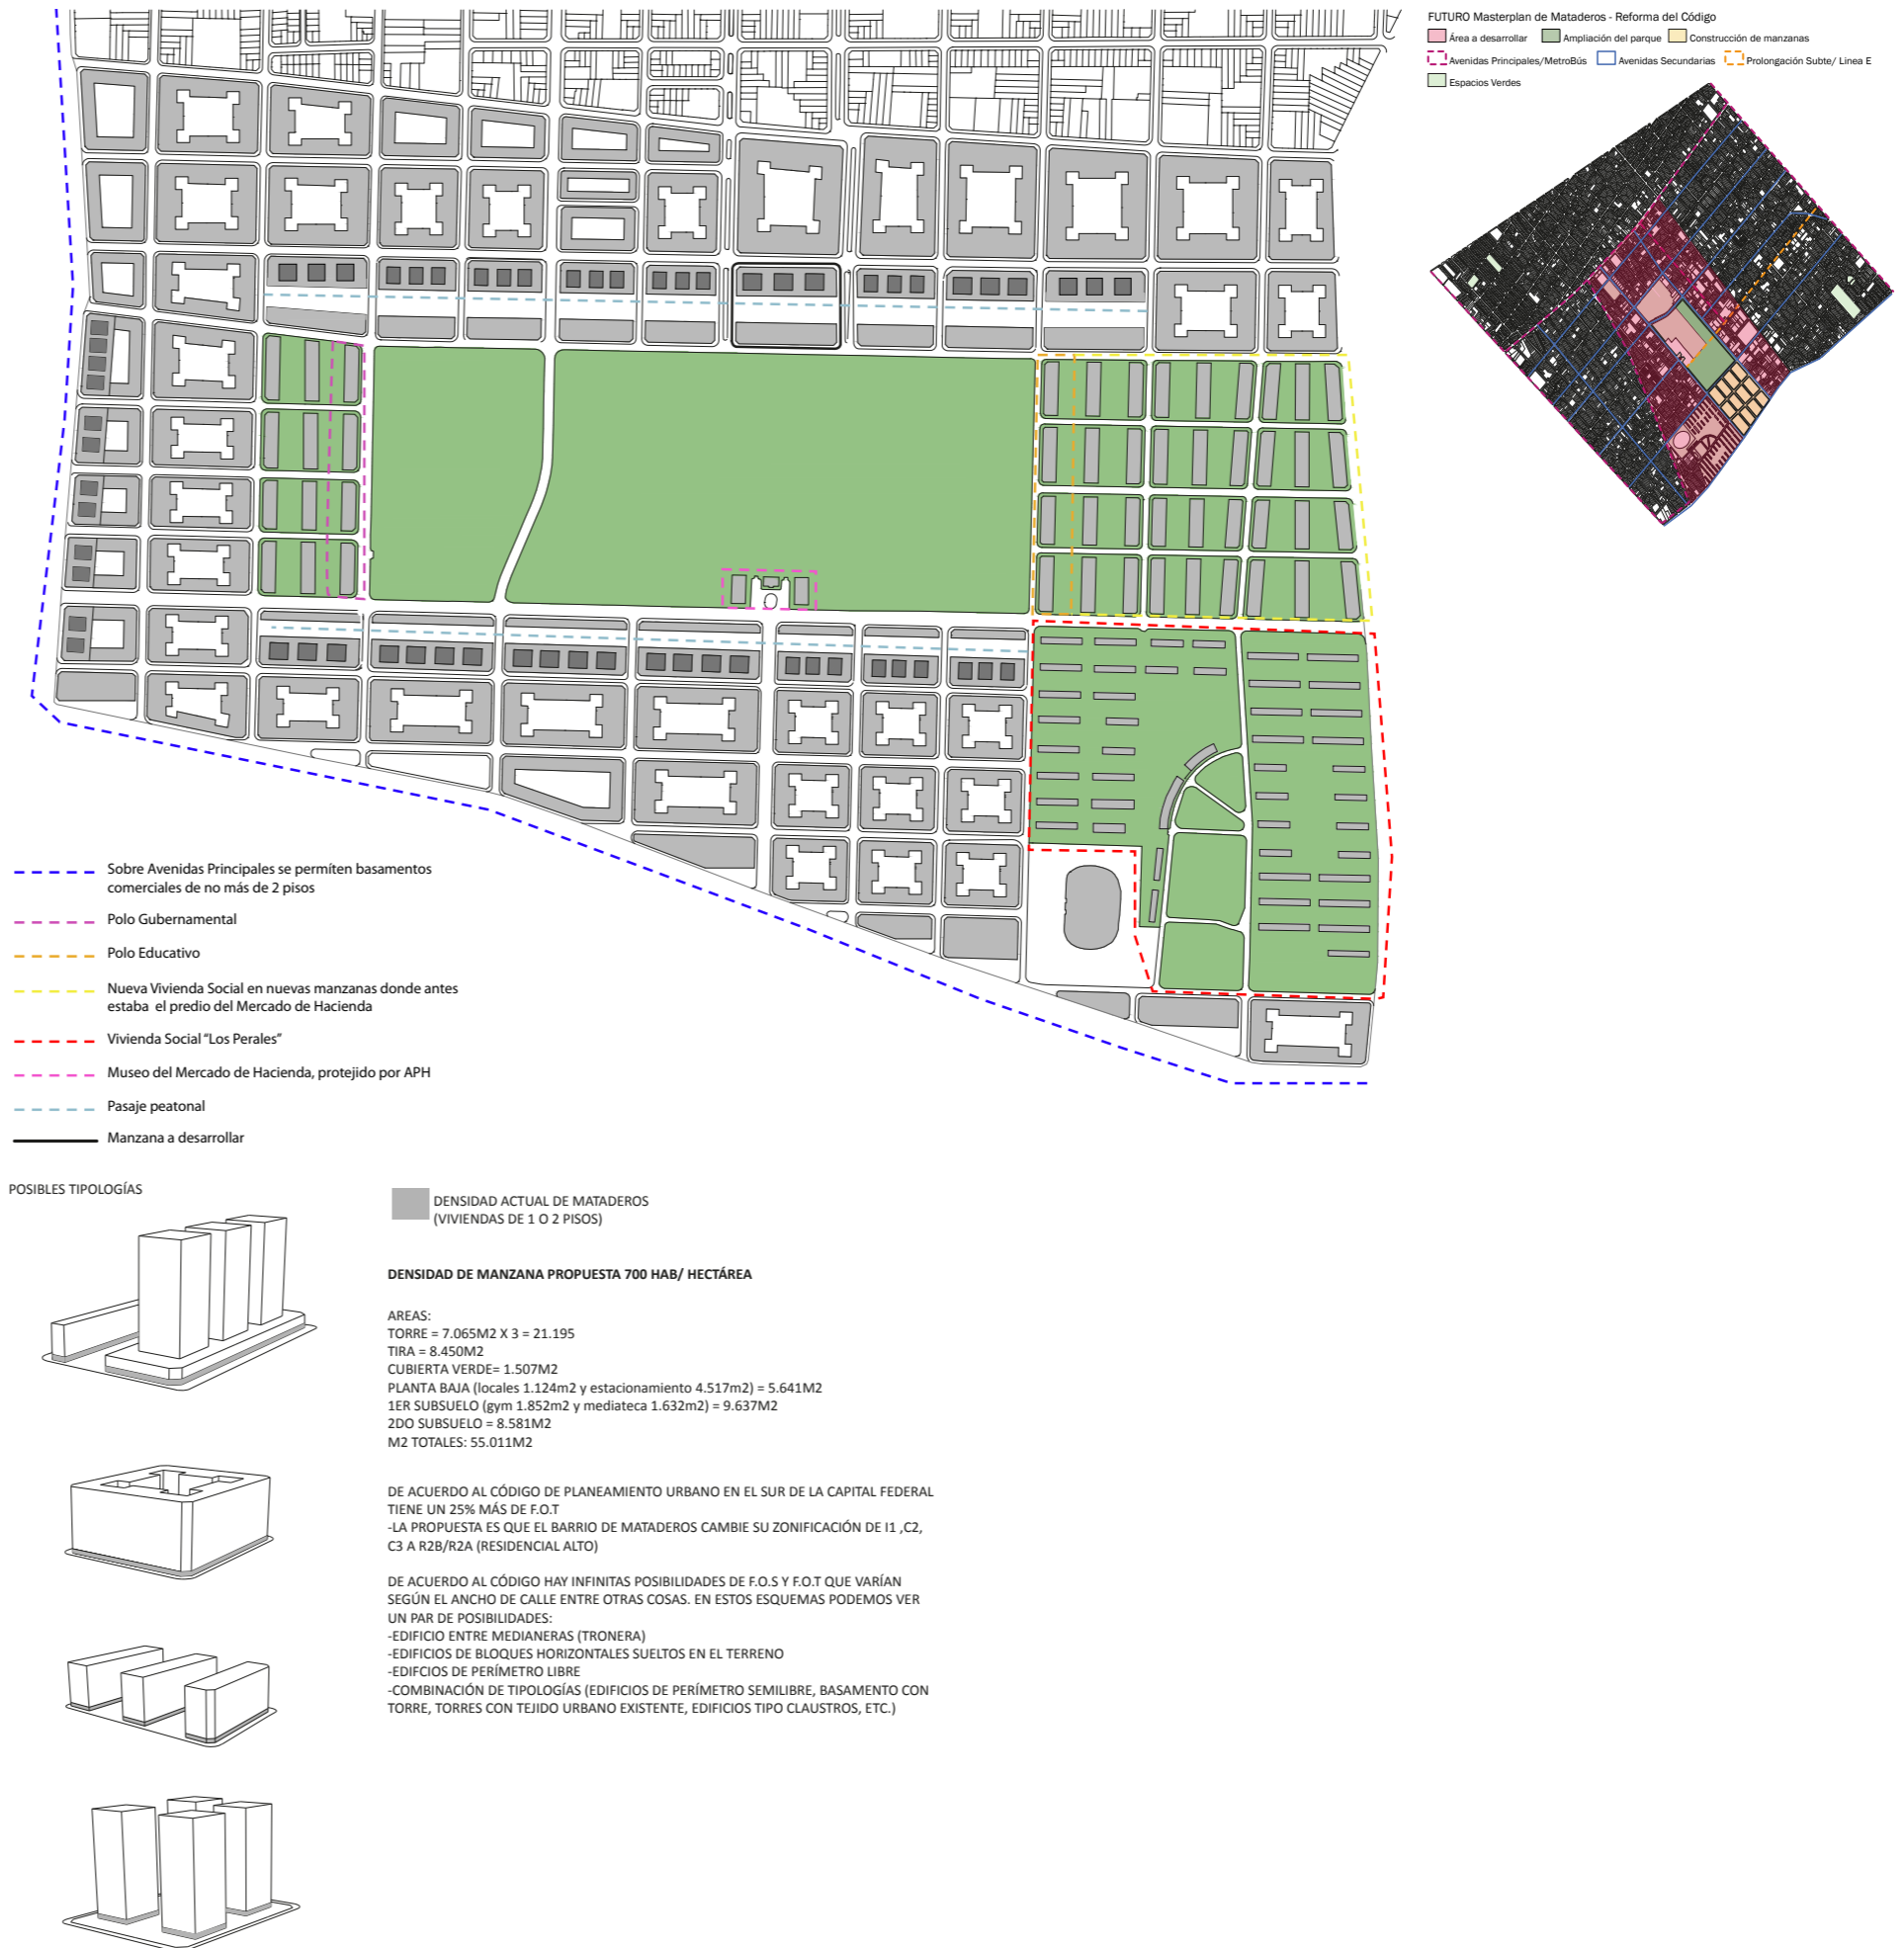 FUTURO Masterplan de Mataderos - Reforma del Código
Área a desarrollar
Ampliación del parque
Construcción de manzanas
Avenidas Principales/MetroBús
Avenidas Secundarias
Prolongación Subte/ Linea E
Espacios Verdes
Sobre Avenidas Principales se permíten basamentos
comerciales de no más de 2 pisos
Polo Gubernamental
Polo Educativo
Nueva Vivienda Social en nuevas manzanas donde antes
estaba el predio del Mercado de Hacienda
Vivienda Social "Los Perales"
Museo del Mercado de Hacienda, protejido por APH
Pasaje peatonal
Manzana a desarrollar
POSIBLES TIPOLOGÍAS
DENSIDAD ACTUAL DE MATADEROS
(VIVIENDAS DE 1 O 2 PISOS)
DENSIDAD DE MANZANA PROPUESTA 700 HAB/ HECTÁREA
AREAS:
TORRE = 7.065M2 X 3 = 21.195
TIRA = 8.450M2
CUBIERTA VERDE= 1.507M2
PLANTA BAJA (locales 1.124m2 y estacionamiento 4.517m2) = 5.641M2
1ER SUBSUELO (gym 1.852m2 y mediateca 1.632m2) = 9.637M2
2DO SUBSUELO = 8.581M2
M2 TOTALES: 55.011M2
DE ACUERDO AL CÓDIGO DE PLANEAMIENTO URBANO EN EL SUR DE LA CAPITAL FEDERAL
TIENE UN 25% MÁS DE F.O.T
-LA PROPUESTA ES QUE EL BARRIO DE MATADEROS CAMBIE SU ZONIFICACIÓN DE I1 ,C2,
C3 A R2B/R2A (RESIDENCIAL ALTO)
DE ACUERDO AL CÓDIGO HAY INFINITAS POSIBILIDADES DE F.O.S Y F.O.T QUE VARÍAN
SEGÚN EL ANCHO DE CALLE ENTRE OTRAS COSAS. EN ESTOS ESQUEMAS PODEMOS VER
UN PAR DE POSIBILIDADES:
-EDIFICIO ENTRE MEDIANERAS (TRONERA)
-EDIFICIOS DE BLOQUES HORIZONTALES SUELTOS EN EL TERRENO
-EDIFCIOS DE PERÍMETRO LIBRE
-COMBINACIÓN DE TIPOLOGÍAS (EDIFICIOS DE PERÍMETRO SEMILIBRE, BASAMENTO CON
TORRE, TORRES CON TEJIDO URBANO EXISTENTE, EDIFICIOS TIPO CLAUSTROS, ETC.)